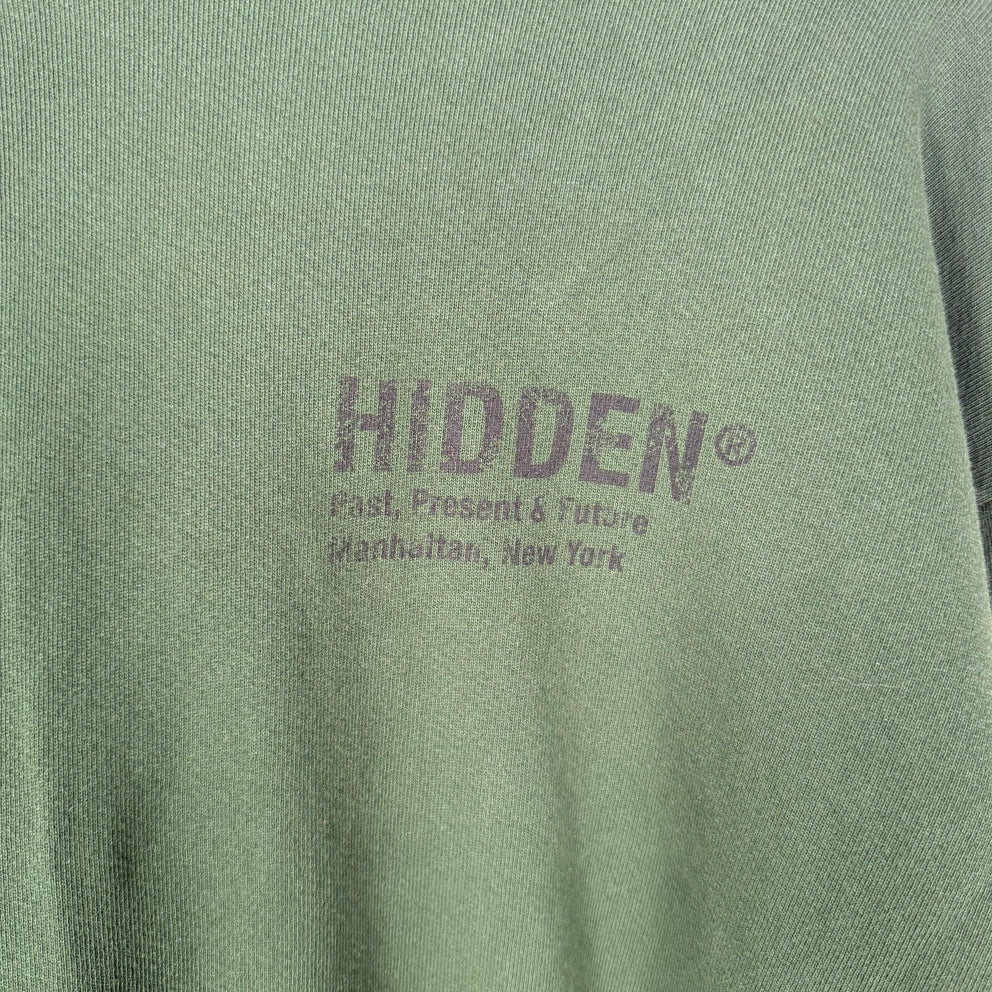 HIDDEN®
Past, Present & Future
Manhattan, New York